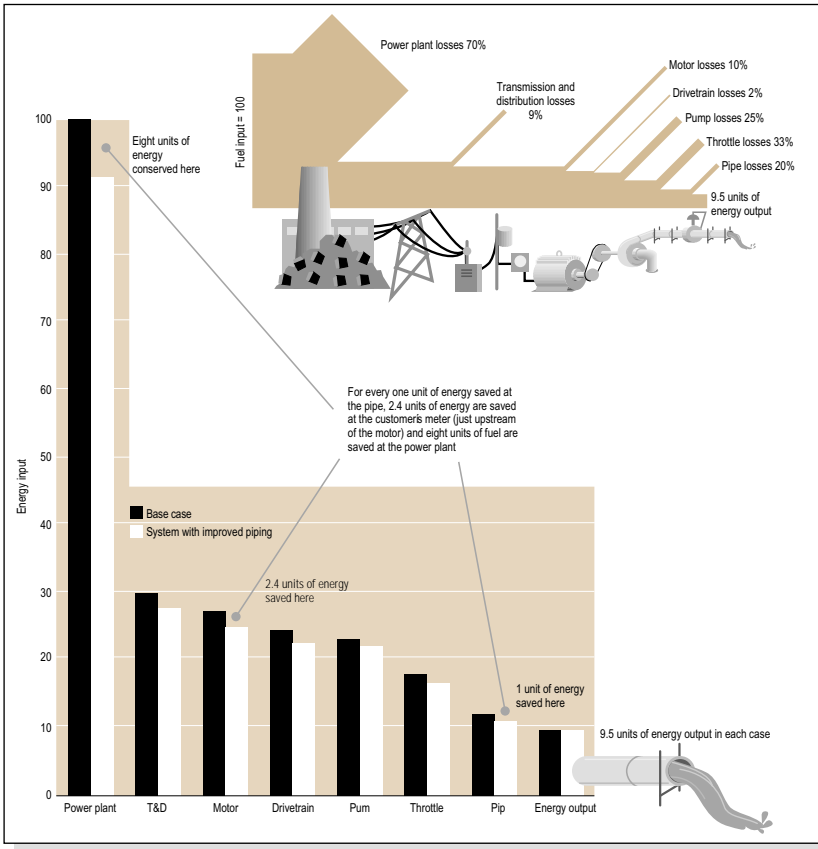 Power plant losses 70%
Fuel input = 100
Transmission and
distribution losses
9%
Motor losses 10%
Drivetrain losses 2%
Pump losses 25%
Throttle losses 33%
Pipe losses 20%
9.5 units of
energy output
Eight units of
energy
conserved here
100
90
80
70
60
50
40
30
20
10
0
Energy input
For every one unit of energy saved at
the pipe, 2.4 units of energy are saved
at the customer's meter (just upstream
of the motor) and eight units of fuel are
saved at the power plant
Base case
System with improved piping
2.4 units of energy
saved here
1 unit of energy
saved here
9.5 units of energy output in each case
Power plant T&D Motor Drivetrain Pum Throttle Pip Energy output